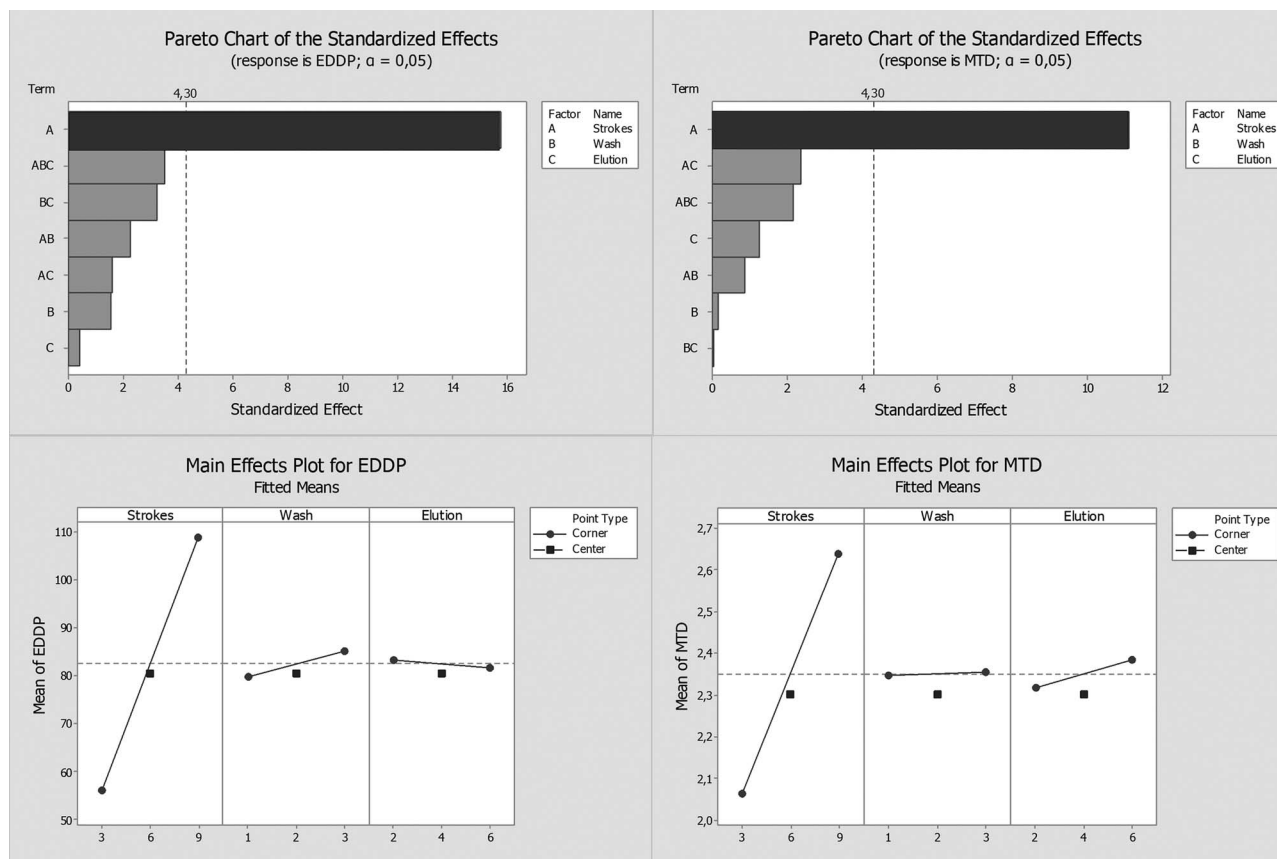 Pareto Chart of the Standardized Effects
(response is EDDP; α = 0,05)
Term
4,30
A
ABC
BC
AB
AC
B
C
0 2 4 6 8 10 12 14 16
Standardized Effect
Factor Name
A Strokes
B Wash
C Elution
Pareto Chart of the Standardized Effects
(response is MTD; α = 0,05)
Term
4,30
A
AC
ABC
C
AB
B
BC
0 2 4 6 8 10 12
Standardized Effect
Factor Name
A Strokes
B Wash
C Elution
Main Effects Plot for EDDP
Fitted Means
Strokes Wash Elution
Mean of EDDP
110
100
90
80
70
60
50
3 6 9 1 2 3 2 4 6
Point Type
Corner
Center
Main Effects Plot for MTD
Fitted Means
Strokes Wash Elution
Mean of MTD
2,7
2,6
2,5
2,4
2,3
2,2
2,1
2,0
3 6 9 1 2 3 2 4 6
Point Type
Corner
Center